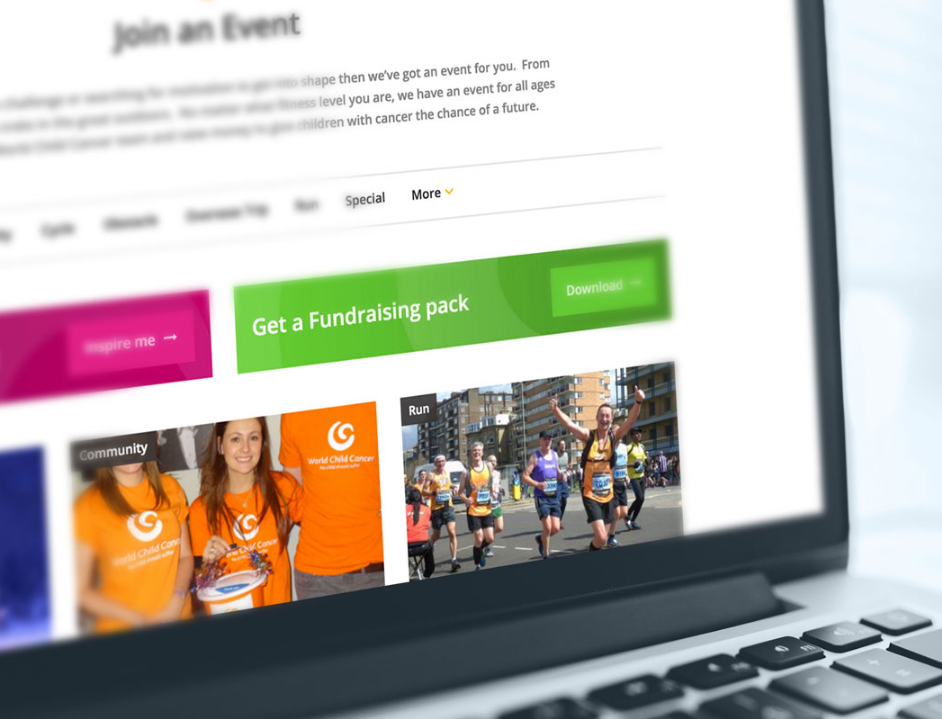 Join an Event
challenge or searching for motivation to get into shape then we've got an event for you. From
in the great outdoors. No matter what fitness level you are, we have an event for all ages
World Child Cancer team and raise money to give children with cancer the chance of a future.
Cycle Obstacle Overseas Trip Run Special More
Inspire me →
Get a Fundraising pack Download →
Community
Run
World Child Cancer
World Child Cancer
World Child Cancer